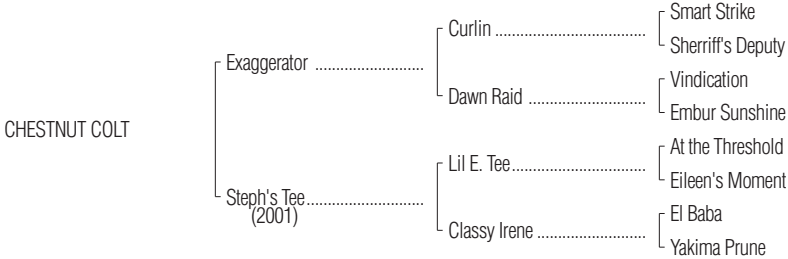 Smart Strike
Curlin ....................................
Sherriff's Deputy
Exaggerator ..........................
Vindication
Dawn Raid ............................
Embur Sunshine
CHESTNUT COLT
At the Threshold
Lil E. Tee................................
Eileen's Moment
Steph's Tee............................
(2001)
El Baba
Classy Irene ..........................
Yakima Prune